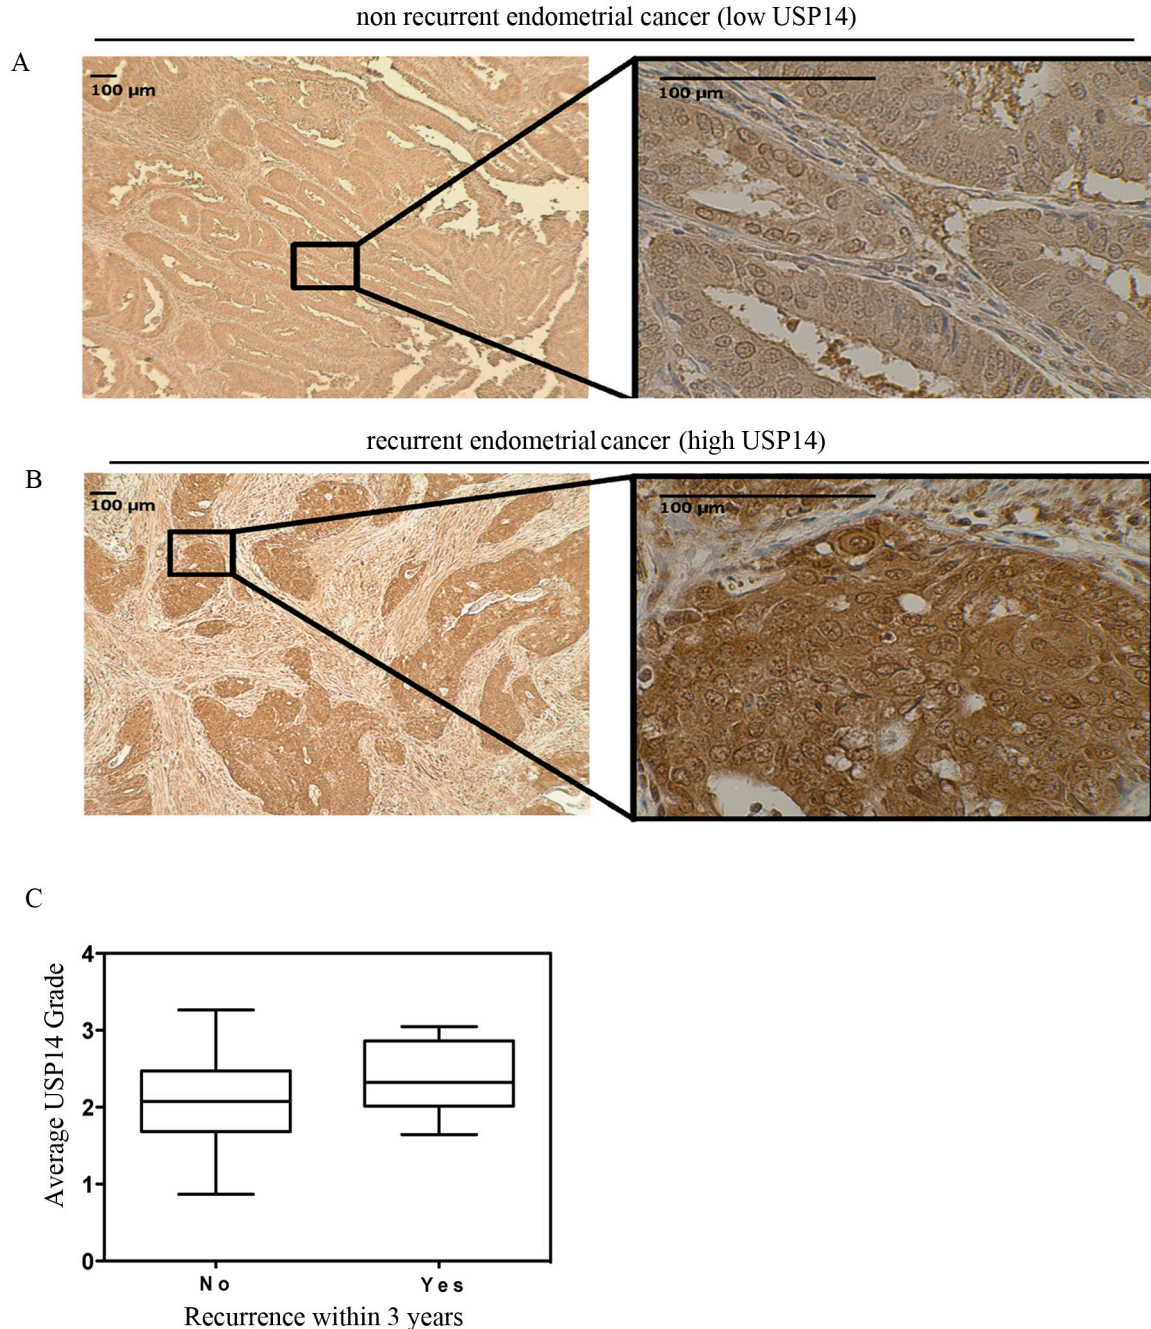 non recurrent endometrial cancer (low USP14)
A
100 µm
100 µm
recurrent endometrial cancer (high USP14)
B
100 µm
100 µm
C
Average USP14 Grade
4
3
2
1
0
No
Yes
Recurrence within 3 years